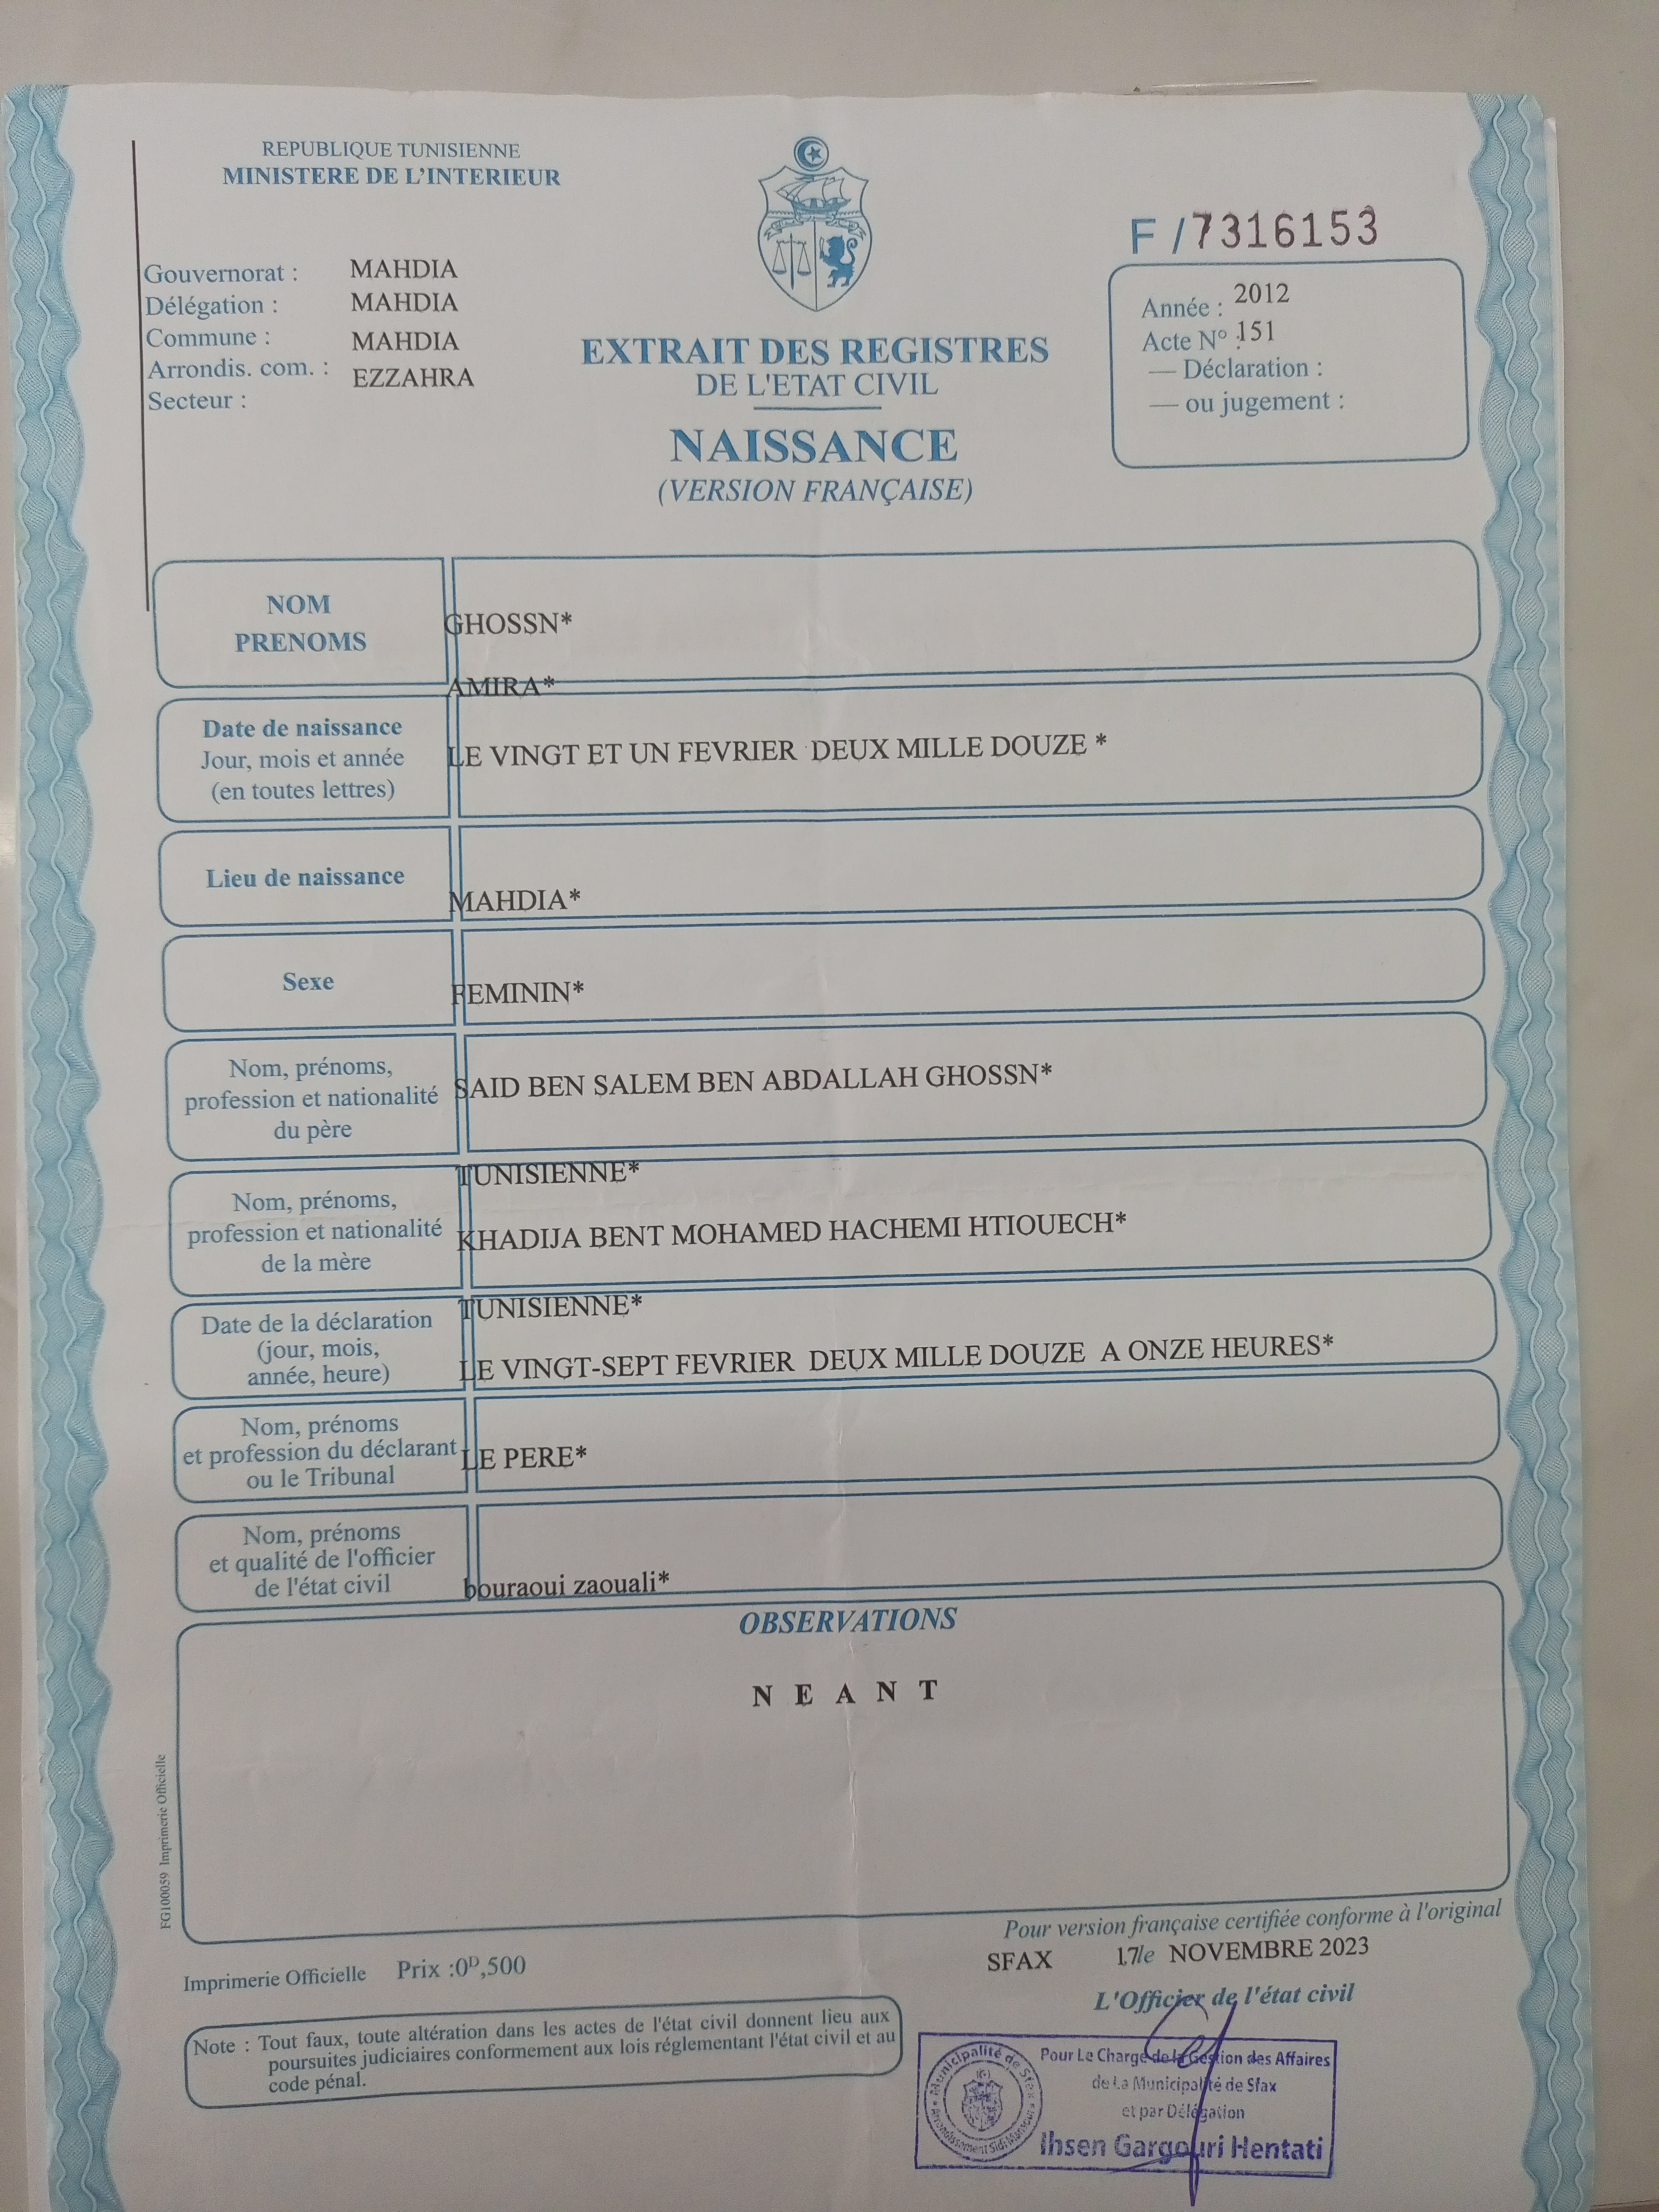 REPUBLIQUE TUNISIENNE
MINISTERE DE L'INTERIEUR
F / 7316153
Gouvernorat : MAHDIA
Délégation : MAHDIA
Commune : MAHDIA
Arrondis. com. : EZZAHRA
Secteur :
Année : 2012
Acte N° : 151
— Déclaration :
— ou jugement :
EXTRAIT DES REGISTRES
DE L'ETAT CIVIL
NAISSANCE
(VERSION FRANÇAISE)
NOM
PRENOMS
GHOSSN*
AMIRA*
Date de naissance
Jour, mois et année
(en toutes lettres)
LE VINGT ET UN FEVRIER DEUX MILLE DOUZE *
Lieu de naissance
MAHDIA*
Sexe
FEMININ*
Nom, prénoms,
profession et nationalité
du père
SAID BEN SALEM BEN ABDALLAH GHOSSN*
TUNISIENNE*
Nom, prénoms,
profession et nationalité
de la mère
KHADIJA BENT MOHAMED HACHEMI HTIOUECH*
TUNISIENNE*
Date de la déclaration
(jour, mois,
année, heure)
LE VINGT-SEPT FEVRIER DEUX MILLE DOUZE A ONZE HEURES*
Nom, prénoms
et profession du déclarant
ou le Tribunal
LE PERE*
Nom, prénoms
et qualité de l'officier
de l'état civil
bouraoui zaouali*
OBSERVATIONS
N E A N T
FG100059 Imprimerie Officielle
Pour version française certifiée conforme à l'original
SFAX 17 le NOVEMBRE 2023
L'Officier de l'état civil
Imprimerie Officielle Prix :0ᴰ,500
Note : Tout faux, toute altération dans les actes de l'état civil donnent lieu aux
poursuites judiciaires conformement aux lois réglementant l'état civil et au
code pénal.
Municipalité de Sfax
Arrondissement Sidi Mansour
Pour Le Chargé de la Gestion des Affaires
de La Municipalité de Sfax
et par Délégation
Ihsen Gargouri Hentati